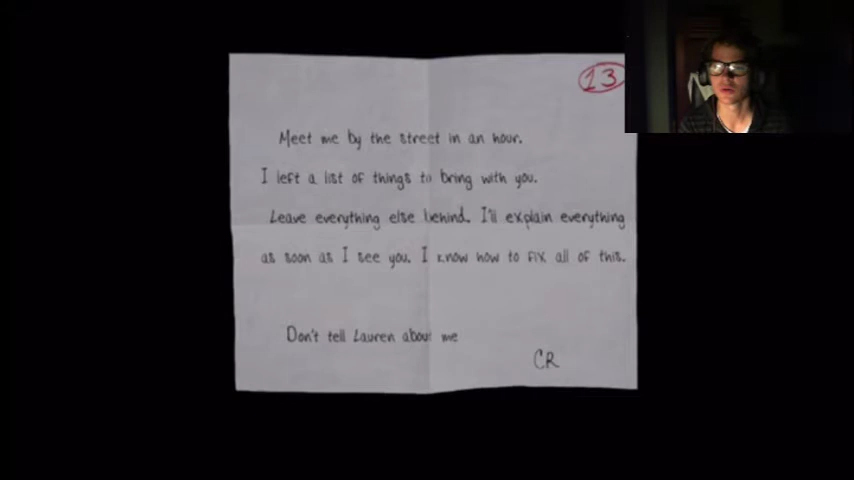 13
Meet me by the street in an hour.
I left a list of things to bring with you.
Leave everything else behind. I'll explain everything
as soon as I see you. I know how to fix all of this.
Don't tell Lauren about me
CR